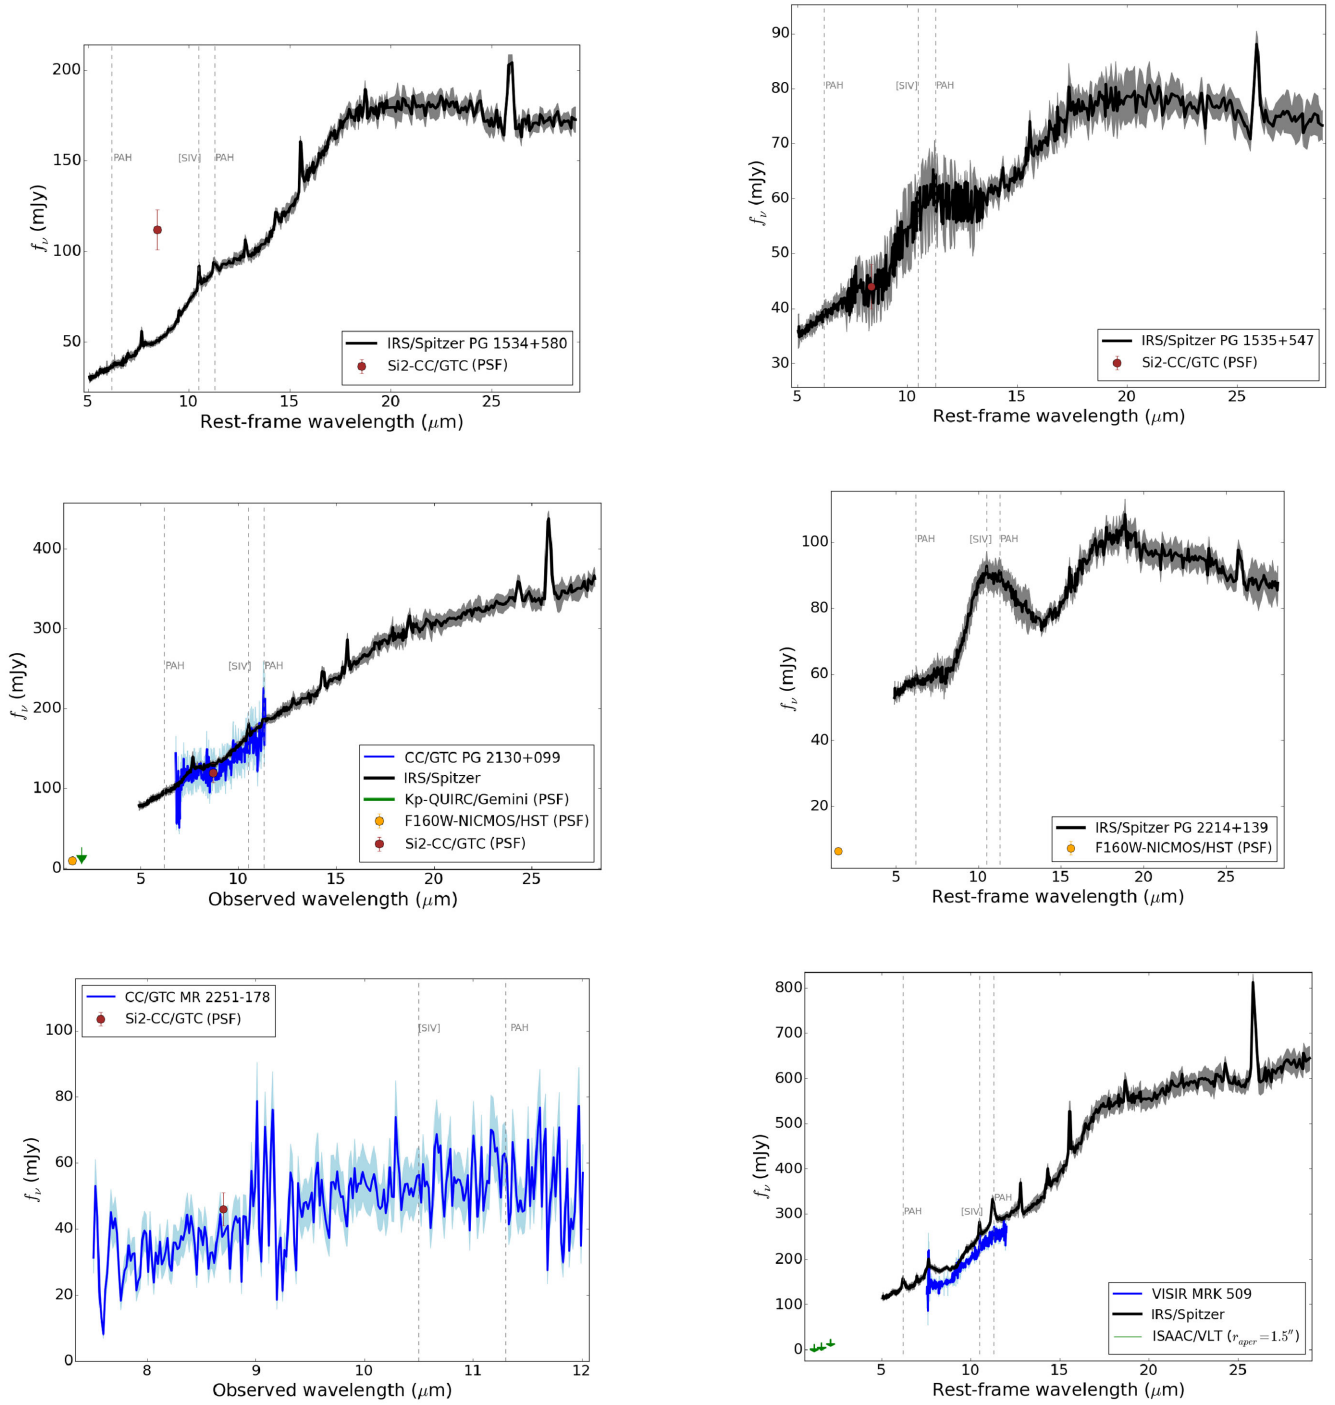 200
150
100
50
PAH
[SIV]
PAH
fν (mJy)
IRS/Spitzer PG 1534+580
Si2-CC/GTC (PSF)
5
10
15
20
25
Rest-frame wavelength (μm)
90
80
70
60
50
40
30
PAH
[SIV]
PAH
fν (mJy)
IRS/Spitzer PG 1535+547
Si2-CC/GTC (PSF)
5
10
15
20
25
Rest-frame wavelength (μm)
400
300
200
100
0
PAH
[SIV]
PAH
fν (mJy)
CC/GTC PG 2130+099
IRS/Spitzer
Kp-QUIRC/Gemini (PSF)
F160W-NICMOS/HST (PSF)
Si2-CC/GTC (PSF)
5
10
15
20
25
Observed wavelength (μm)
100
80
60
40
20
PAH
[SIV]
PAH
fν (mJy)
IRS/Spitzer PG 2214+139
F160W-NICMOS/HST (PSF)
5
10
15
20
25
Rest-frame wavelength (μm)
CC/GTC MR 2251-178
Si2-CC/GTC (PSF)
100
80
60
40
20
0
[SIV]
PAH
fν (mJy)
8
9
10
11
12
Observed wavelength (μm)
800
700
600
500
400
300
200
100
0
PAH
[SIV]
PAH
fν (mJy)
VISIR MRK 509
IRS/Spitzer
ISAAC/VLT (r_aper=1.5″)
5
10
15
20
25
Rest-frame wavelength (μm)